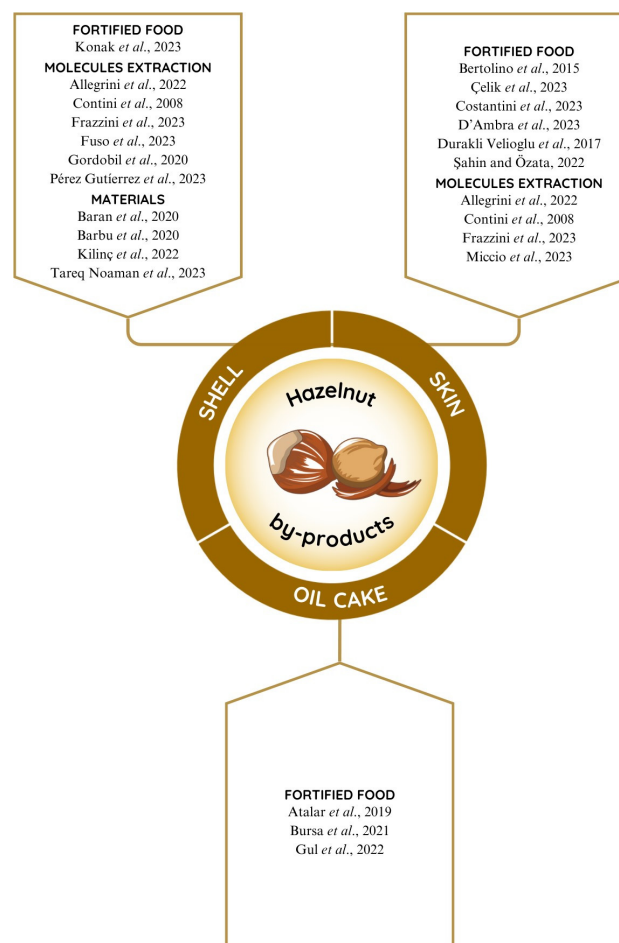 FORTIFIED FOOD
Konak et al., 2023
MOLECULES EXTRACTION
Allegrini et al., 2022
Contini et al., 2008
Frazzini et al., 2023
Fuso et al., 2023
Gordobil et al., 2020
Pérez Gutíerrez et al., 2023
MATERIALS
Baran et al., 2020
Barbu et al., 2020
Kilinç et al., 2022
Tareq Noaman et al., 2023
FORTIFIED FOOD
Bertolino et al., 2015
Çelik et al., 2023
Costantini et al., 2023
D'Ambra et al., 2023
Durakli Velioglu et al., 2017
Şahin and Özata, 2022
MOLECULES EXTRACTION
Allegrini et al., 2022
Contini et al., 2008
Frazzini et al., 2023
Miccio et al., 2023
SHELL
SKIN
Hazelnut
by-products
OIL CAKE
FORTIFIED FOOD
Atalar et al., 2019
Bursa et al., 2021
Gul et al., 2022